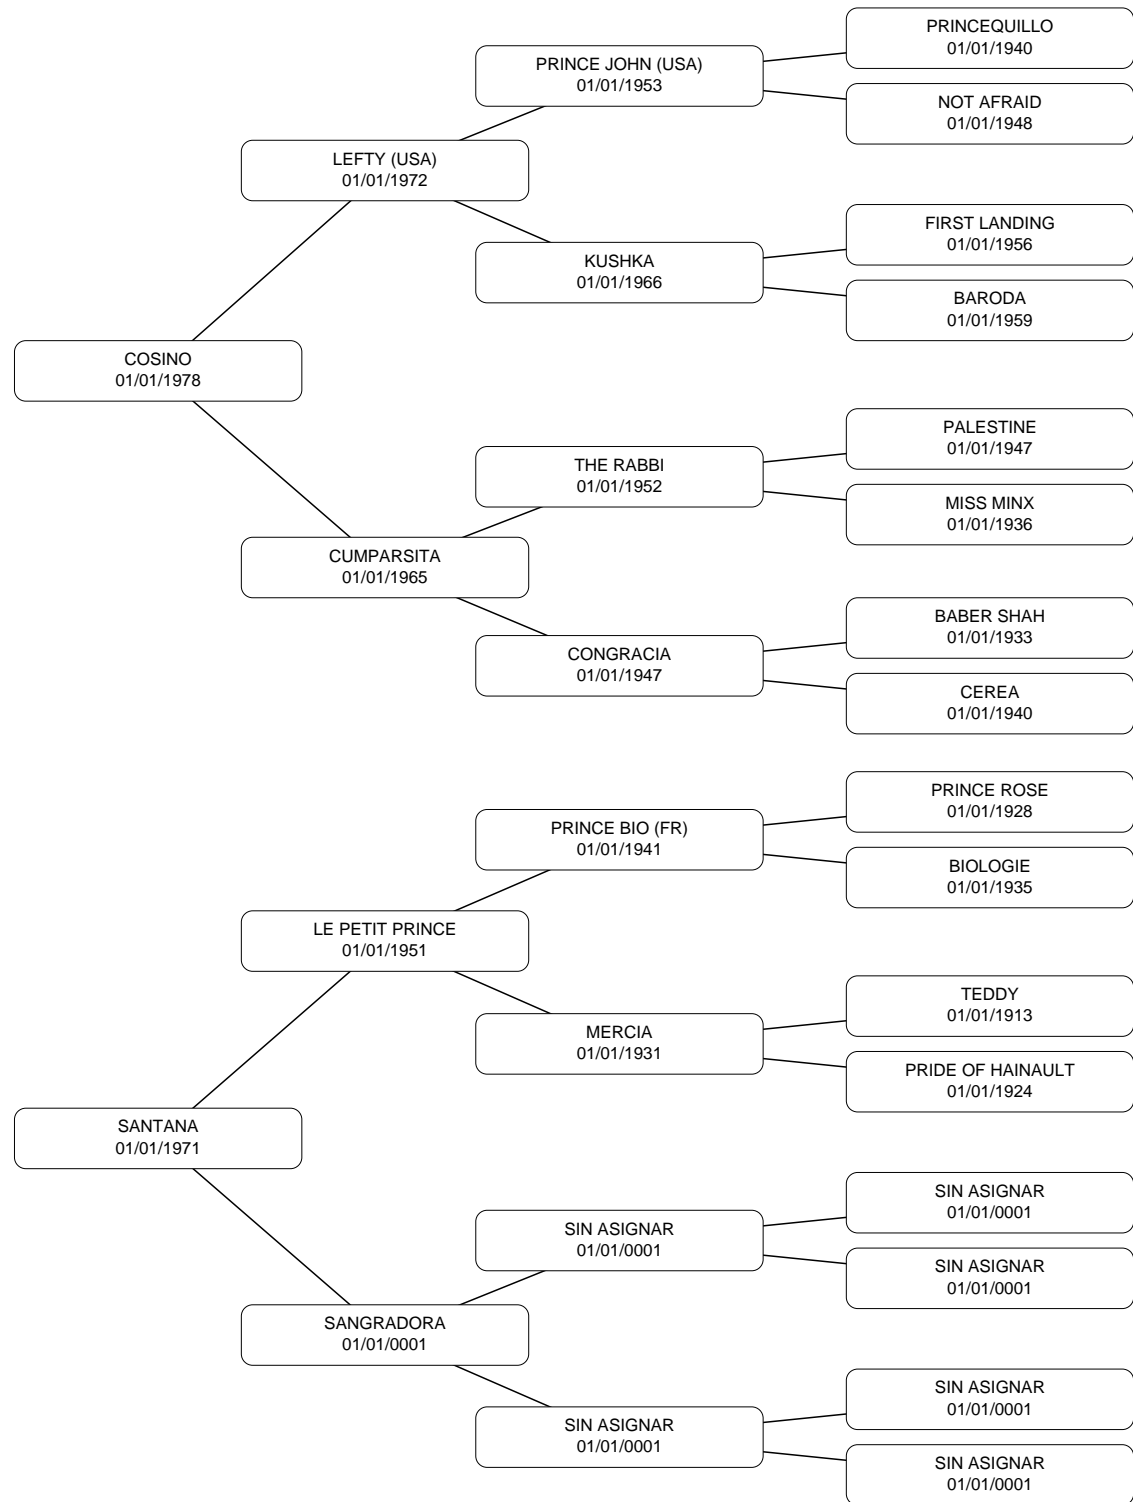 PRINCEQUILLO
01/01/1940
PRINCE JOHN (USA)
01/01/1953
NOT AFRAID
01/01/1948
LEFTY (USA)
01/01/1972
FIRST LANDING
01/01/1956
KUSHKA
01/01/1966
BARODA
01/01/1959
COSINO
01/01/1978
PALESTINE
01/01/1947
THE RABBI
01/01/1952
MISS MINX
01/01/1936
CUMPARSITA
01/01/1965
BABER SHAH
01/01/1933
CONGRACIA
01/01/1947
CEREA
01/01/1940
PRINCE ROSE
01/01/1928
PRINCE BIO (FR)
01/01/1941
BIOLOGIE
01/01/1935
LE PETIT PRINCE
01/01/1951
TEDDY
01/01/1913
MERCIA
01/01/1931
PRIDE OF HAINAULT
01/01/1924
SANTANA
01/01/1971
SIN ASIGNAR
01/01/0001
SIN ASIGNAR
01/01/0001
SIN ASIGNAR
01/01/0001
SANGRADORA
01/01/0001
SIN ASIGNAR
01/01/0001
SIN ASIGNAR
01/01/0001
SIN ASIGNAR
01/01/0001